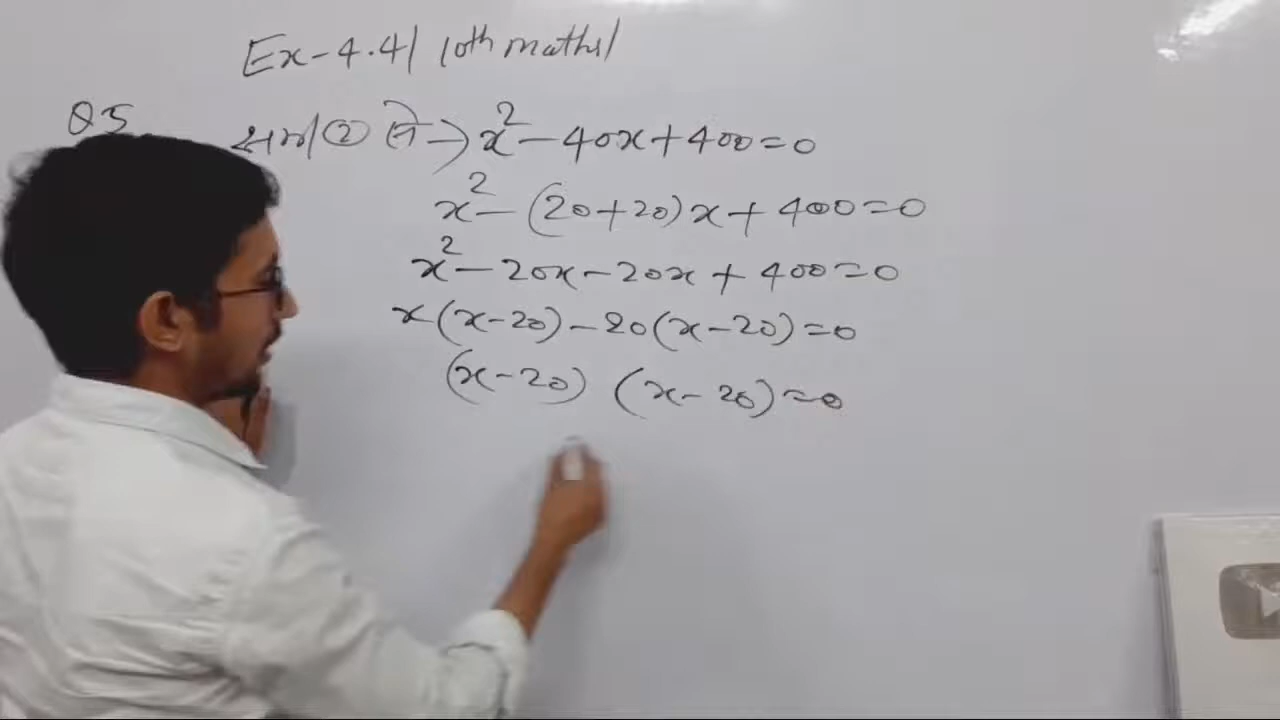 Ex-4.4/ 10th maths/
Q5
सभी② से→ x² - 40x + 400 = 0
x² - (20+20)x + 400 = 0
x² - 20x - 20x + 400 = 0
x(x-20) - 20(x-20) = 0
(x-20) (x-20) = 0